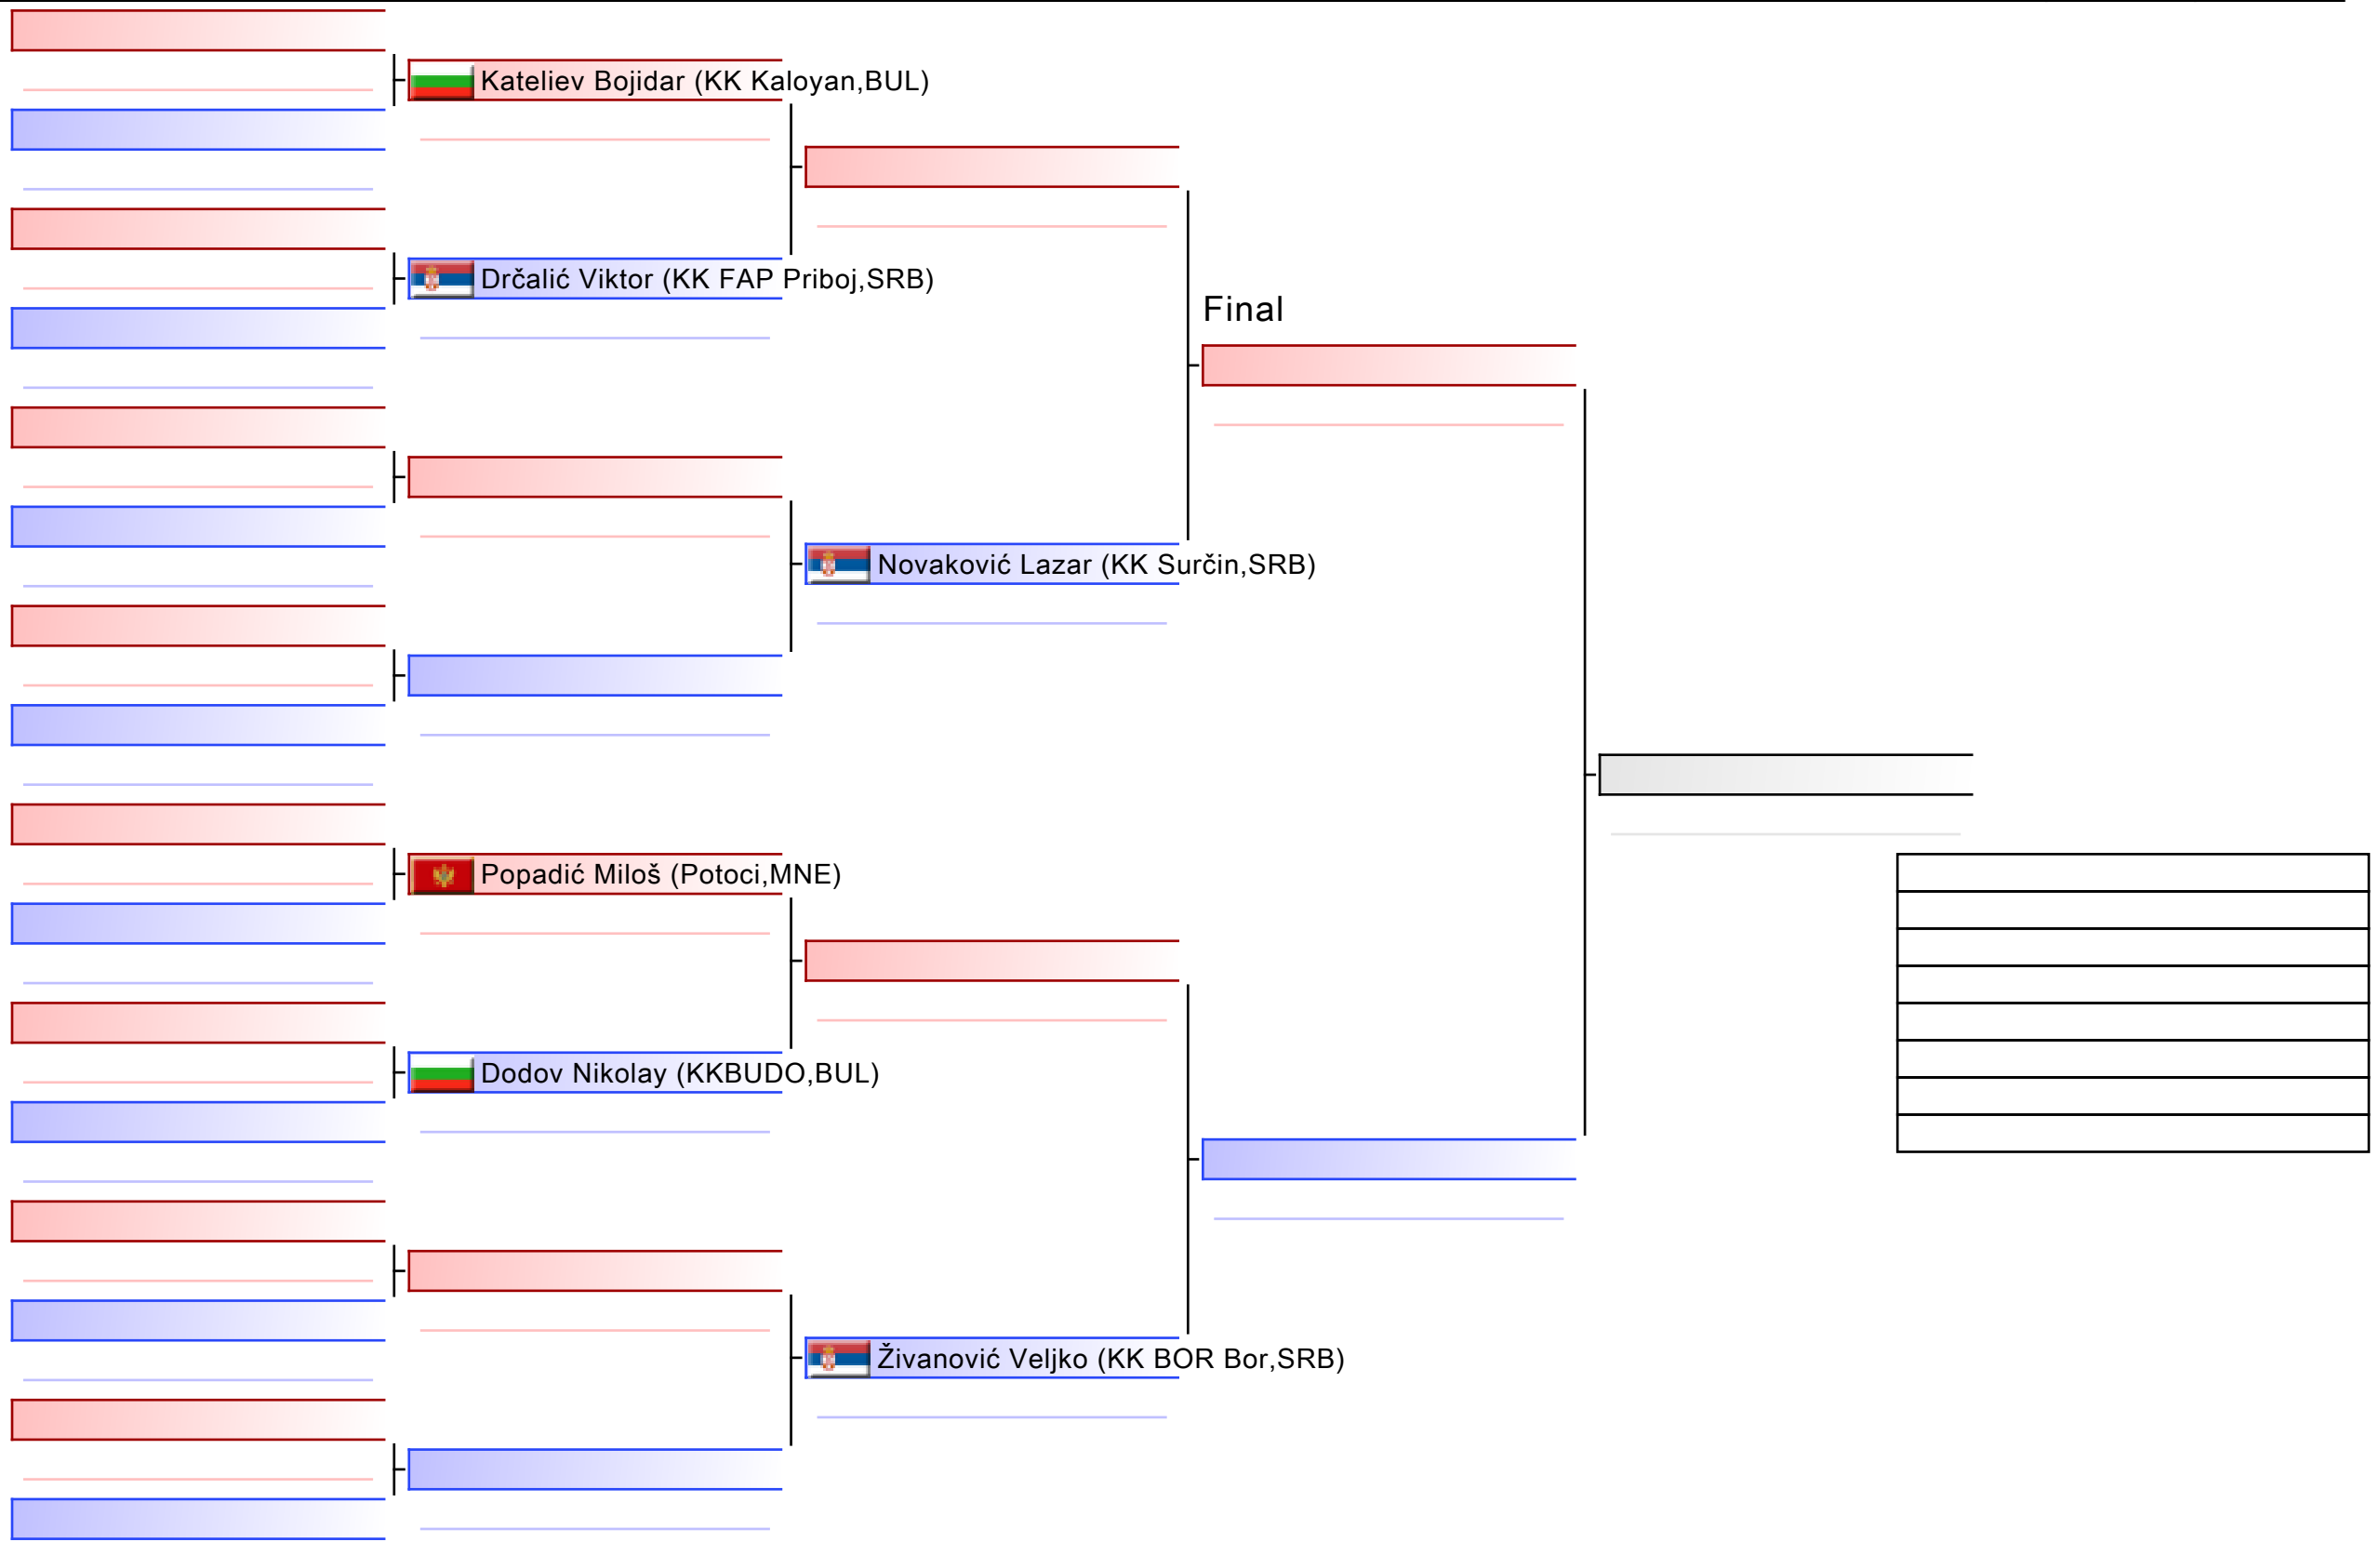 Kateliev Bojidar (KK Kaloyan,BUL)
Drčalić Viktor (KK FAP Priboj,SRB)
Final
Novaković Lazar (KK Surčin,SRB)
Popadić Miloš (Potoci,MNE)
Dodov Nikolay (KKBUDO,BUL)
Živanović Veljko (KK BOR Bor,SRB)